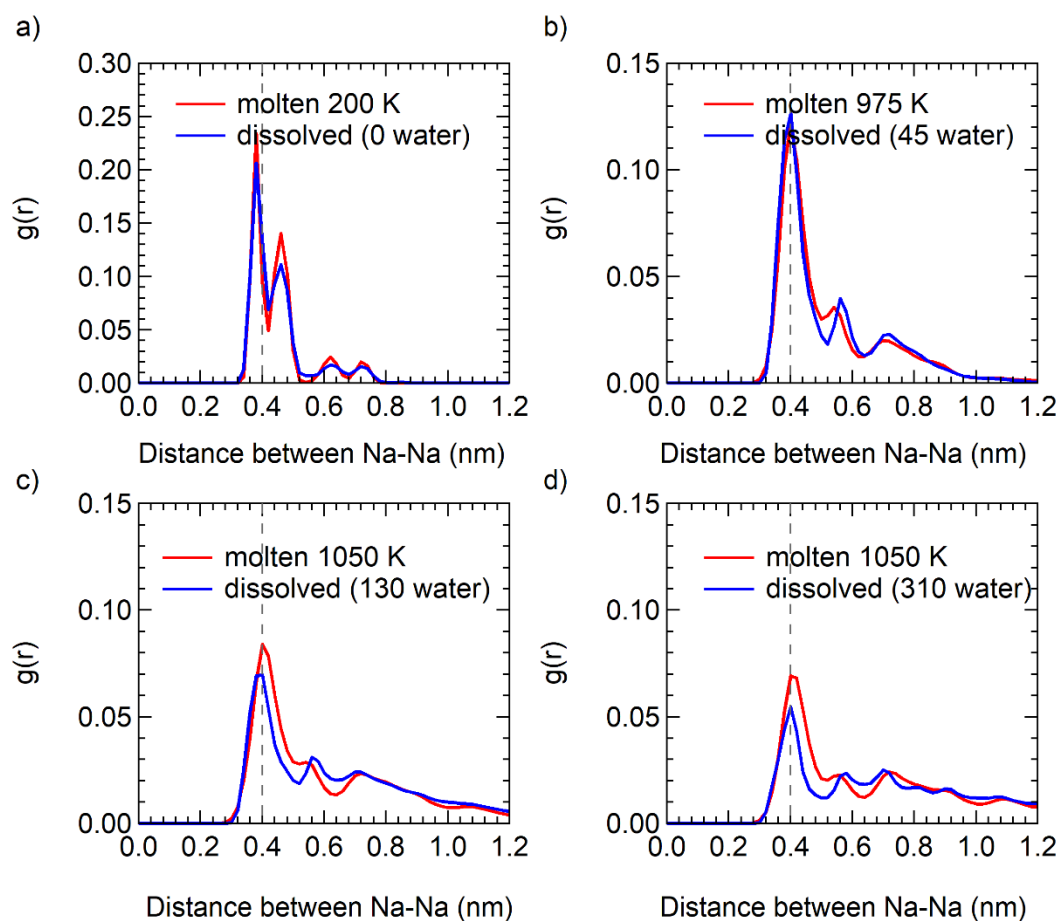 a)
0.30
0.25
0.20
0.15
0.10
0.05
0.00
g(r)
molten 200 K
dissolved (0 water)
0.0 0.2 0.4 0.6 0.8 1.0 1.2
Distance between Na-Na (nm)
b)
0.15
0.10
0.05
0.00
g(r)
molten 975 K
dissolved (45 water)
0.0 0.2 0.4 0.6 0.8 1.0 1.2
Distance between Na-Na (nm)
c)
0.15
0.10
0.05
0.00
g(r)
molten 1050 K
dissolved (130 water)
0.0 0.2 0.4 0.6 0.8 1.0 1.2
Distance between Na-Na (nm)
d)
0.15
0.10
0.05
0.00
g(r)
molten 1050 K
dissolved (310 water)
0.0 0.2 0.4 0.6 0.8 1.0 1.2
Distance between Na-Na (nm)